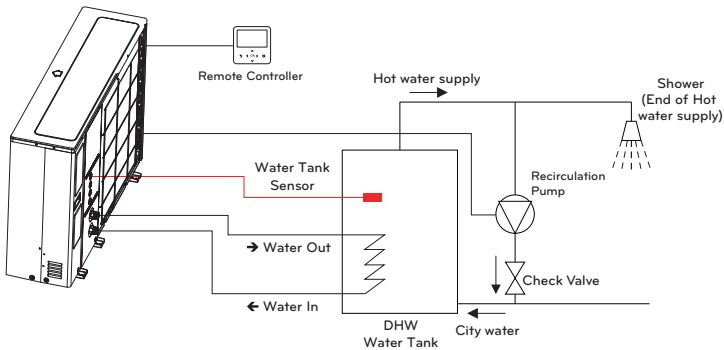 Remote Controller
Hot water supply
Shower
(End of Hot
water supply)
Water Tank
Sensor
Recirculation
Pump
→ Water Out
Check Valve
← Water In
DHW
Water Tank
City water